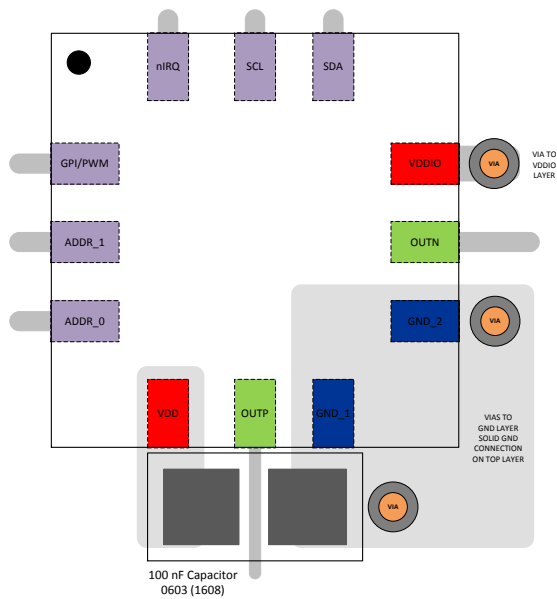 nIRQ
SCL
SDA
GPI/PWM
VDDIO
VIA
VIA TO
VDDIO
LAYER
ADDR_1
OUTN
ADDR_0
GND_2
VIA
VDD
OUTP
GND_1
VIAS TO
GND LAYER
SOLID GND
CONNECTION
ON TOP LAYER
VIA
100 nF Capacitor
0603 (1608)